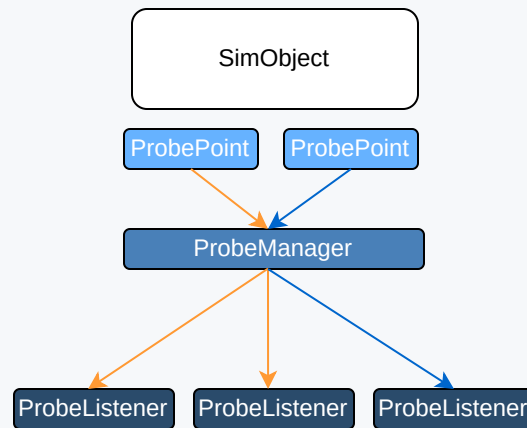 SimObject
ProbePoint
ProbePoint
ProbeManager
ProbeListener
ProbeListener
ProbeListener